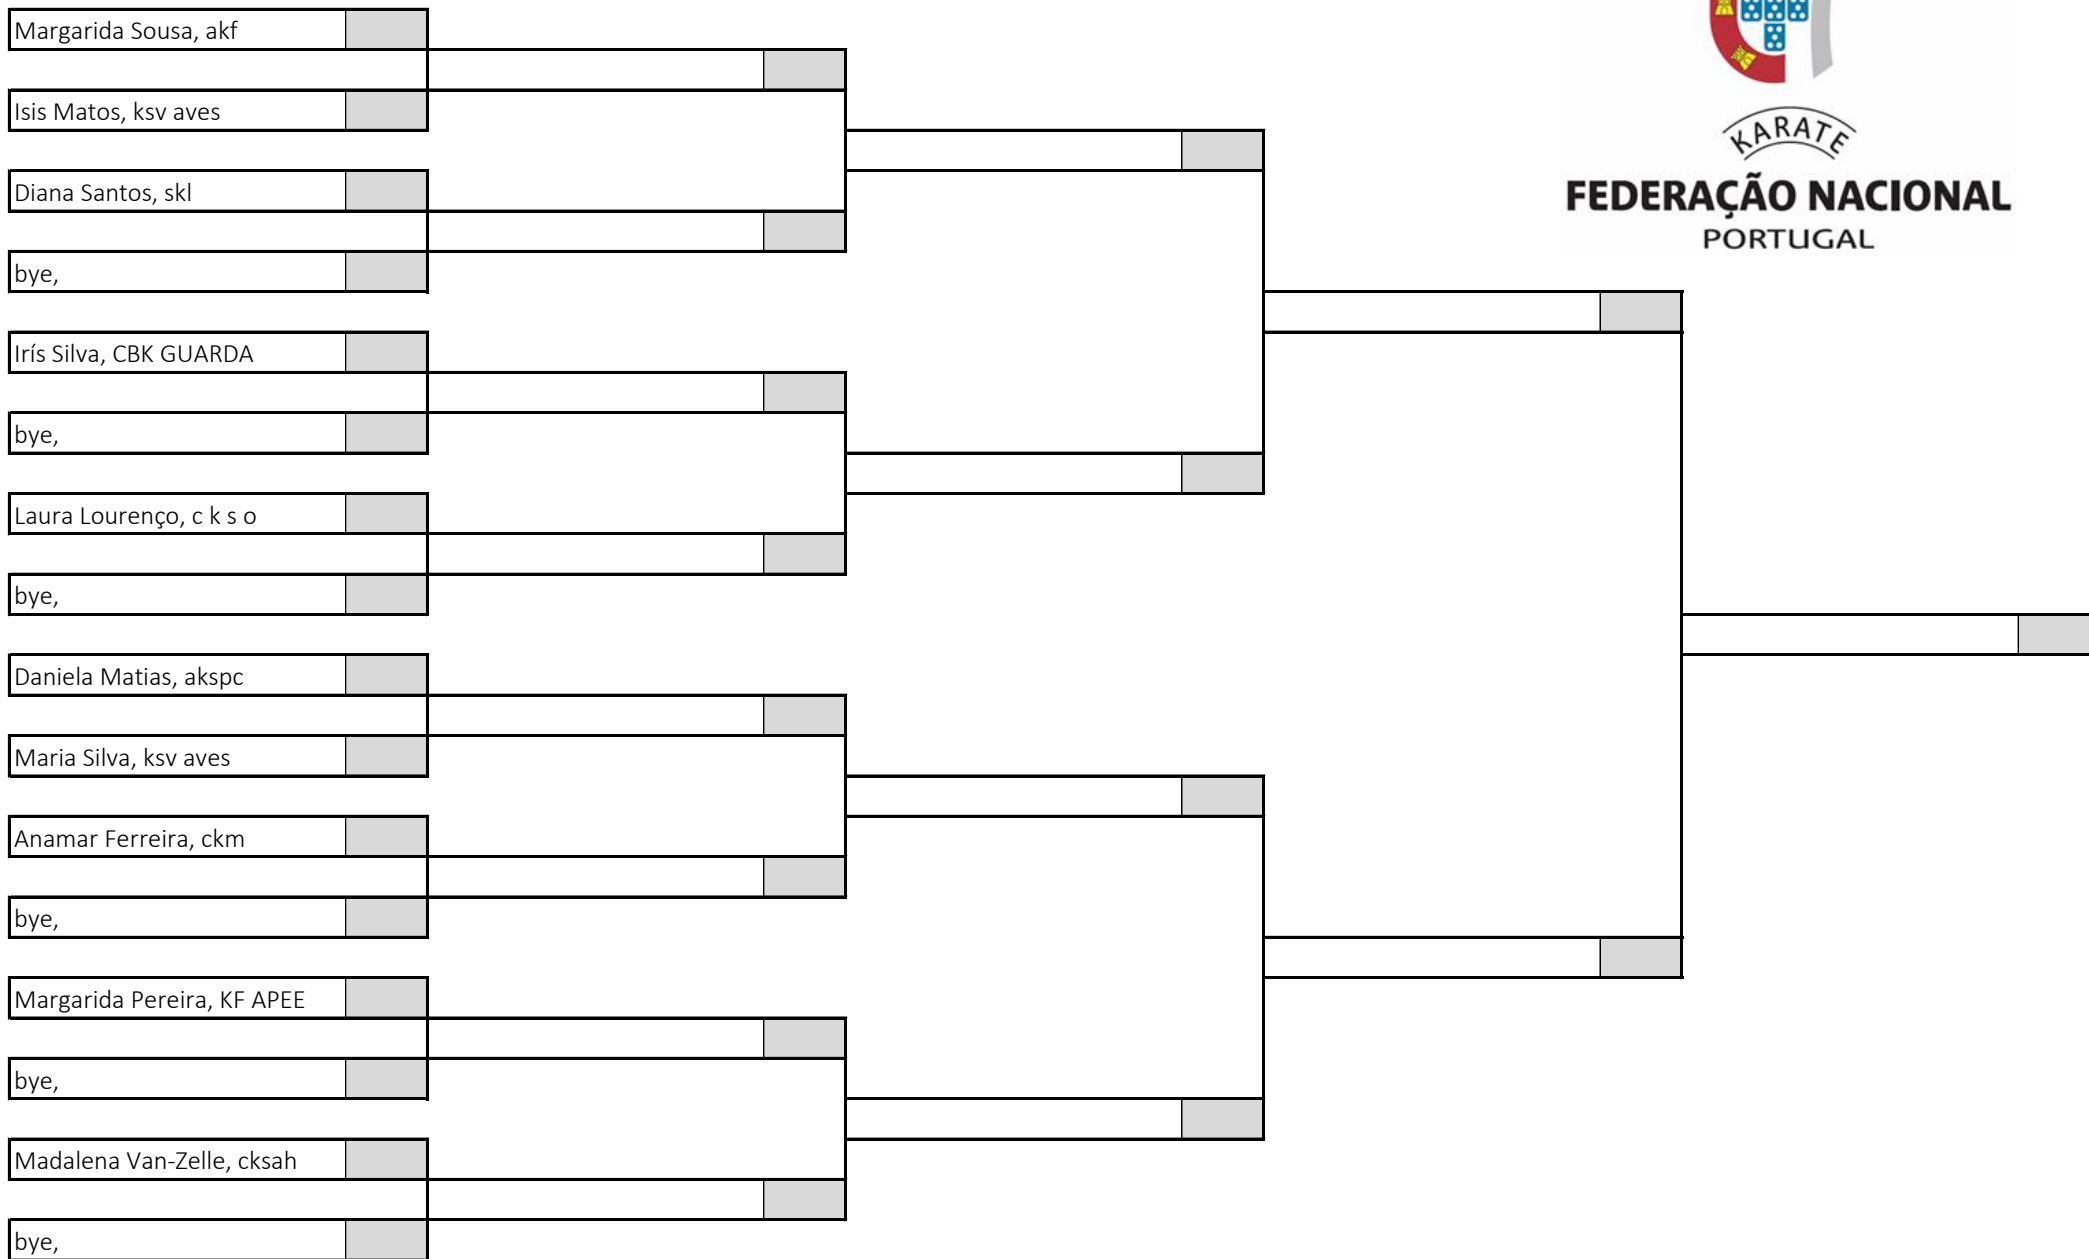 Margarida Sousa, akf
Isis Matos, ksv aves
Diana Santos, skl
bye,
Irís Silva, CBK GUARDA
bye,
Laura Lourenço, c k s o
bye,
Daniela Matias, akspc
Maria Silva, ksv aves
Anamar Ferreira, ckm
bye,
Margarida Pereira, KF APEE
bye,
Madalena Van-Zelle, cksah
bye,
KARATE
FEDERAÇÃO NACIONAL
PORTUGAL